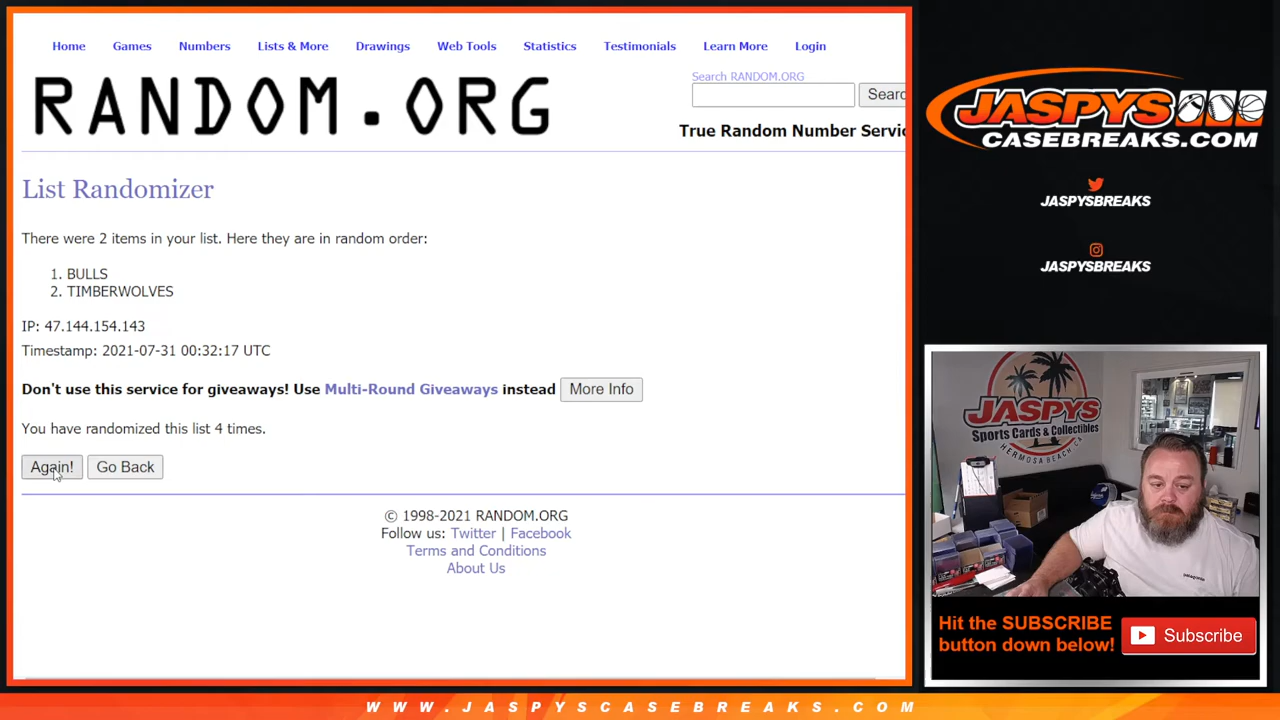 Home Games Numbers Lists & More Drawings Web Tools Statistics Testimonials Learn More Login
RANDOM.ORG
Search RANDOM.ORG
Searc
True Random Number Servic
List Randomizer
There were 2 items in your list. Here they are in random order:
1. BULLS
2. TIMBERWOLVES
IP: 47.144.154.143
Timestamp: 2021-07-31 00:32:17 UTC
Don't use this service for giveaways! Use Multi-Round Giveaways instead More Info
You have randomized this list 4 times.
Again! Go Back
© 1998-2021 RANDOM.ORG
Follow us: Twitter | Facebook
Terms and Conditions
About Us
JASPYS
CASEBREAKS.COM
JASPYSBREAKS
JASPYSBREAKS
JASPYS
Sports Cards & Collectibles
HERMOSA BEACH, CA
patagonia
Hit the SUBSCRIBE
button down below!
Subscribe
WWW.JASPYSCASEBREAKS.COM